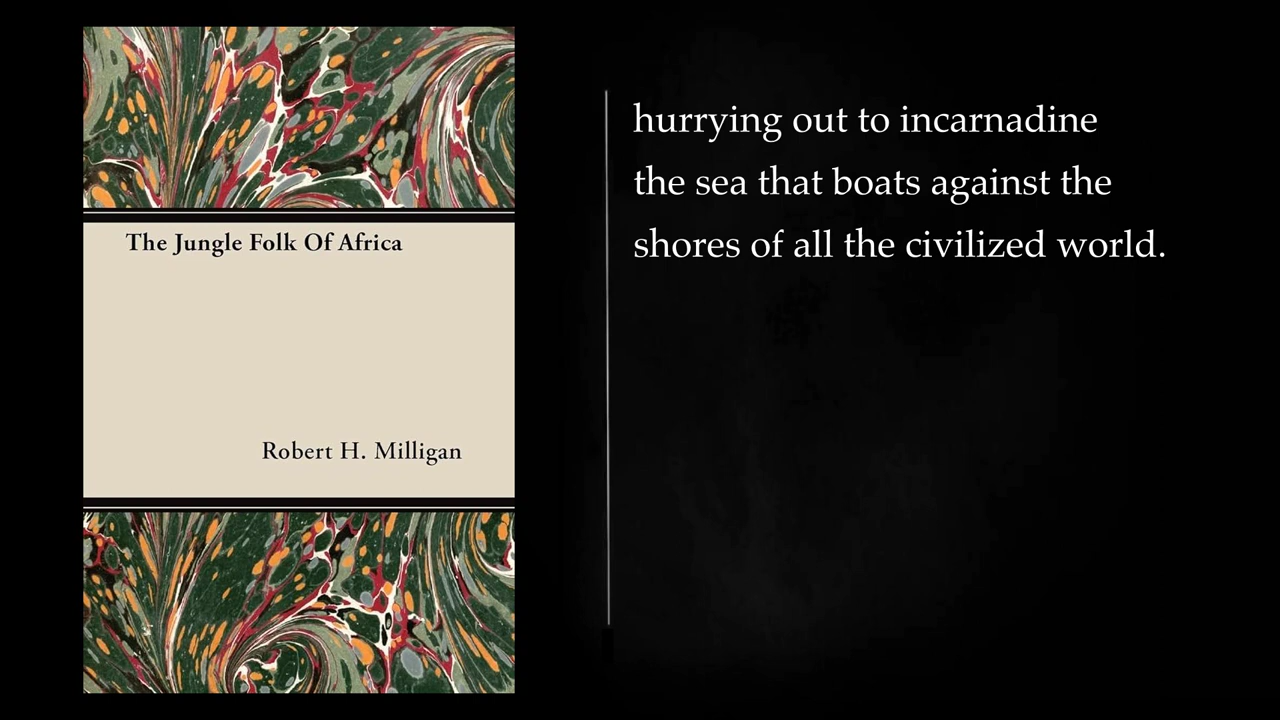 The Jungle Folk Of Africa
Robert H. Milligan
hurrying out to incarnadine
the sea that boats against the
shores of all the civilized world.